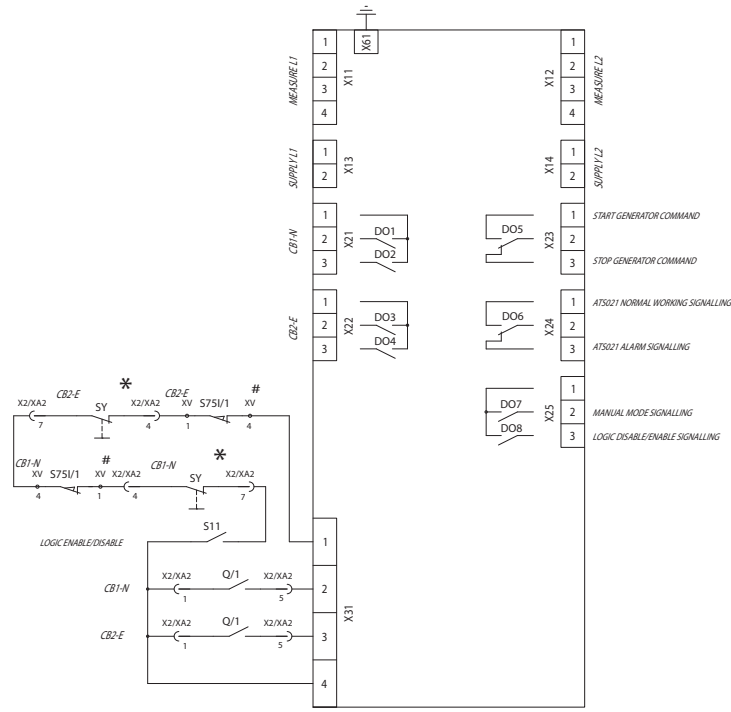 X61
1
2
3
4
X11
MEASURE L1
1
2
3
4
X12
MEASURE L2
1
2
X13
SUPPLY L1
1
2
X14
SUPPLY L2
1
2
3
X21
CB1-N
DO1
DO2
1
2
3
X23
DO5
START GENERATOR COMMAND
STOP GENERATOR COMMAND
1
2
3
X22
CB2-E
DO3
DO4
1
2
3
X24
DO6
ATS021 NORMAL WORKING SIGNALLING
ATS021 ALARM SIGNALLING
1
2
3
X25
DO7
DO8
MANUAL MODE SIGNALLING
LOGIC DISABLE/ENABLE SIGNALLING
CB2-E * CB2-E #
X2/XA2 SY X2/XA2 XV S75I/1 XV
7 4 1 4
CB1-N # CB1-N *
XV S75I/1 XV X2/XA2 SY X2/XA2
4 1 4 7
S11
LOGIC ENABLE/DISABLE
1
CB1-N X2/XA2 Q/1 X2/XA2
1 5
2
CB2-E X2/XA2 Q/1 X2/XA2
1 5
3
4
X31